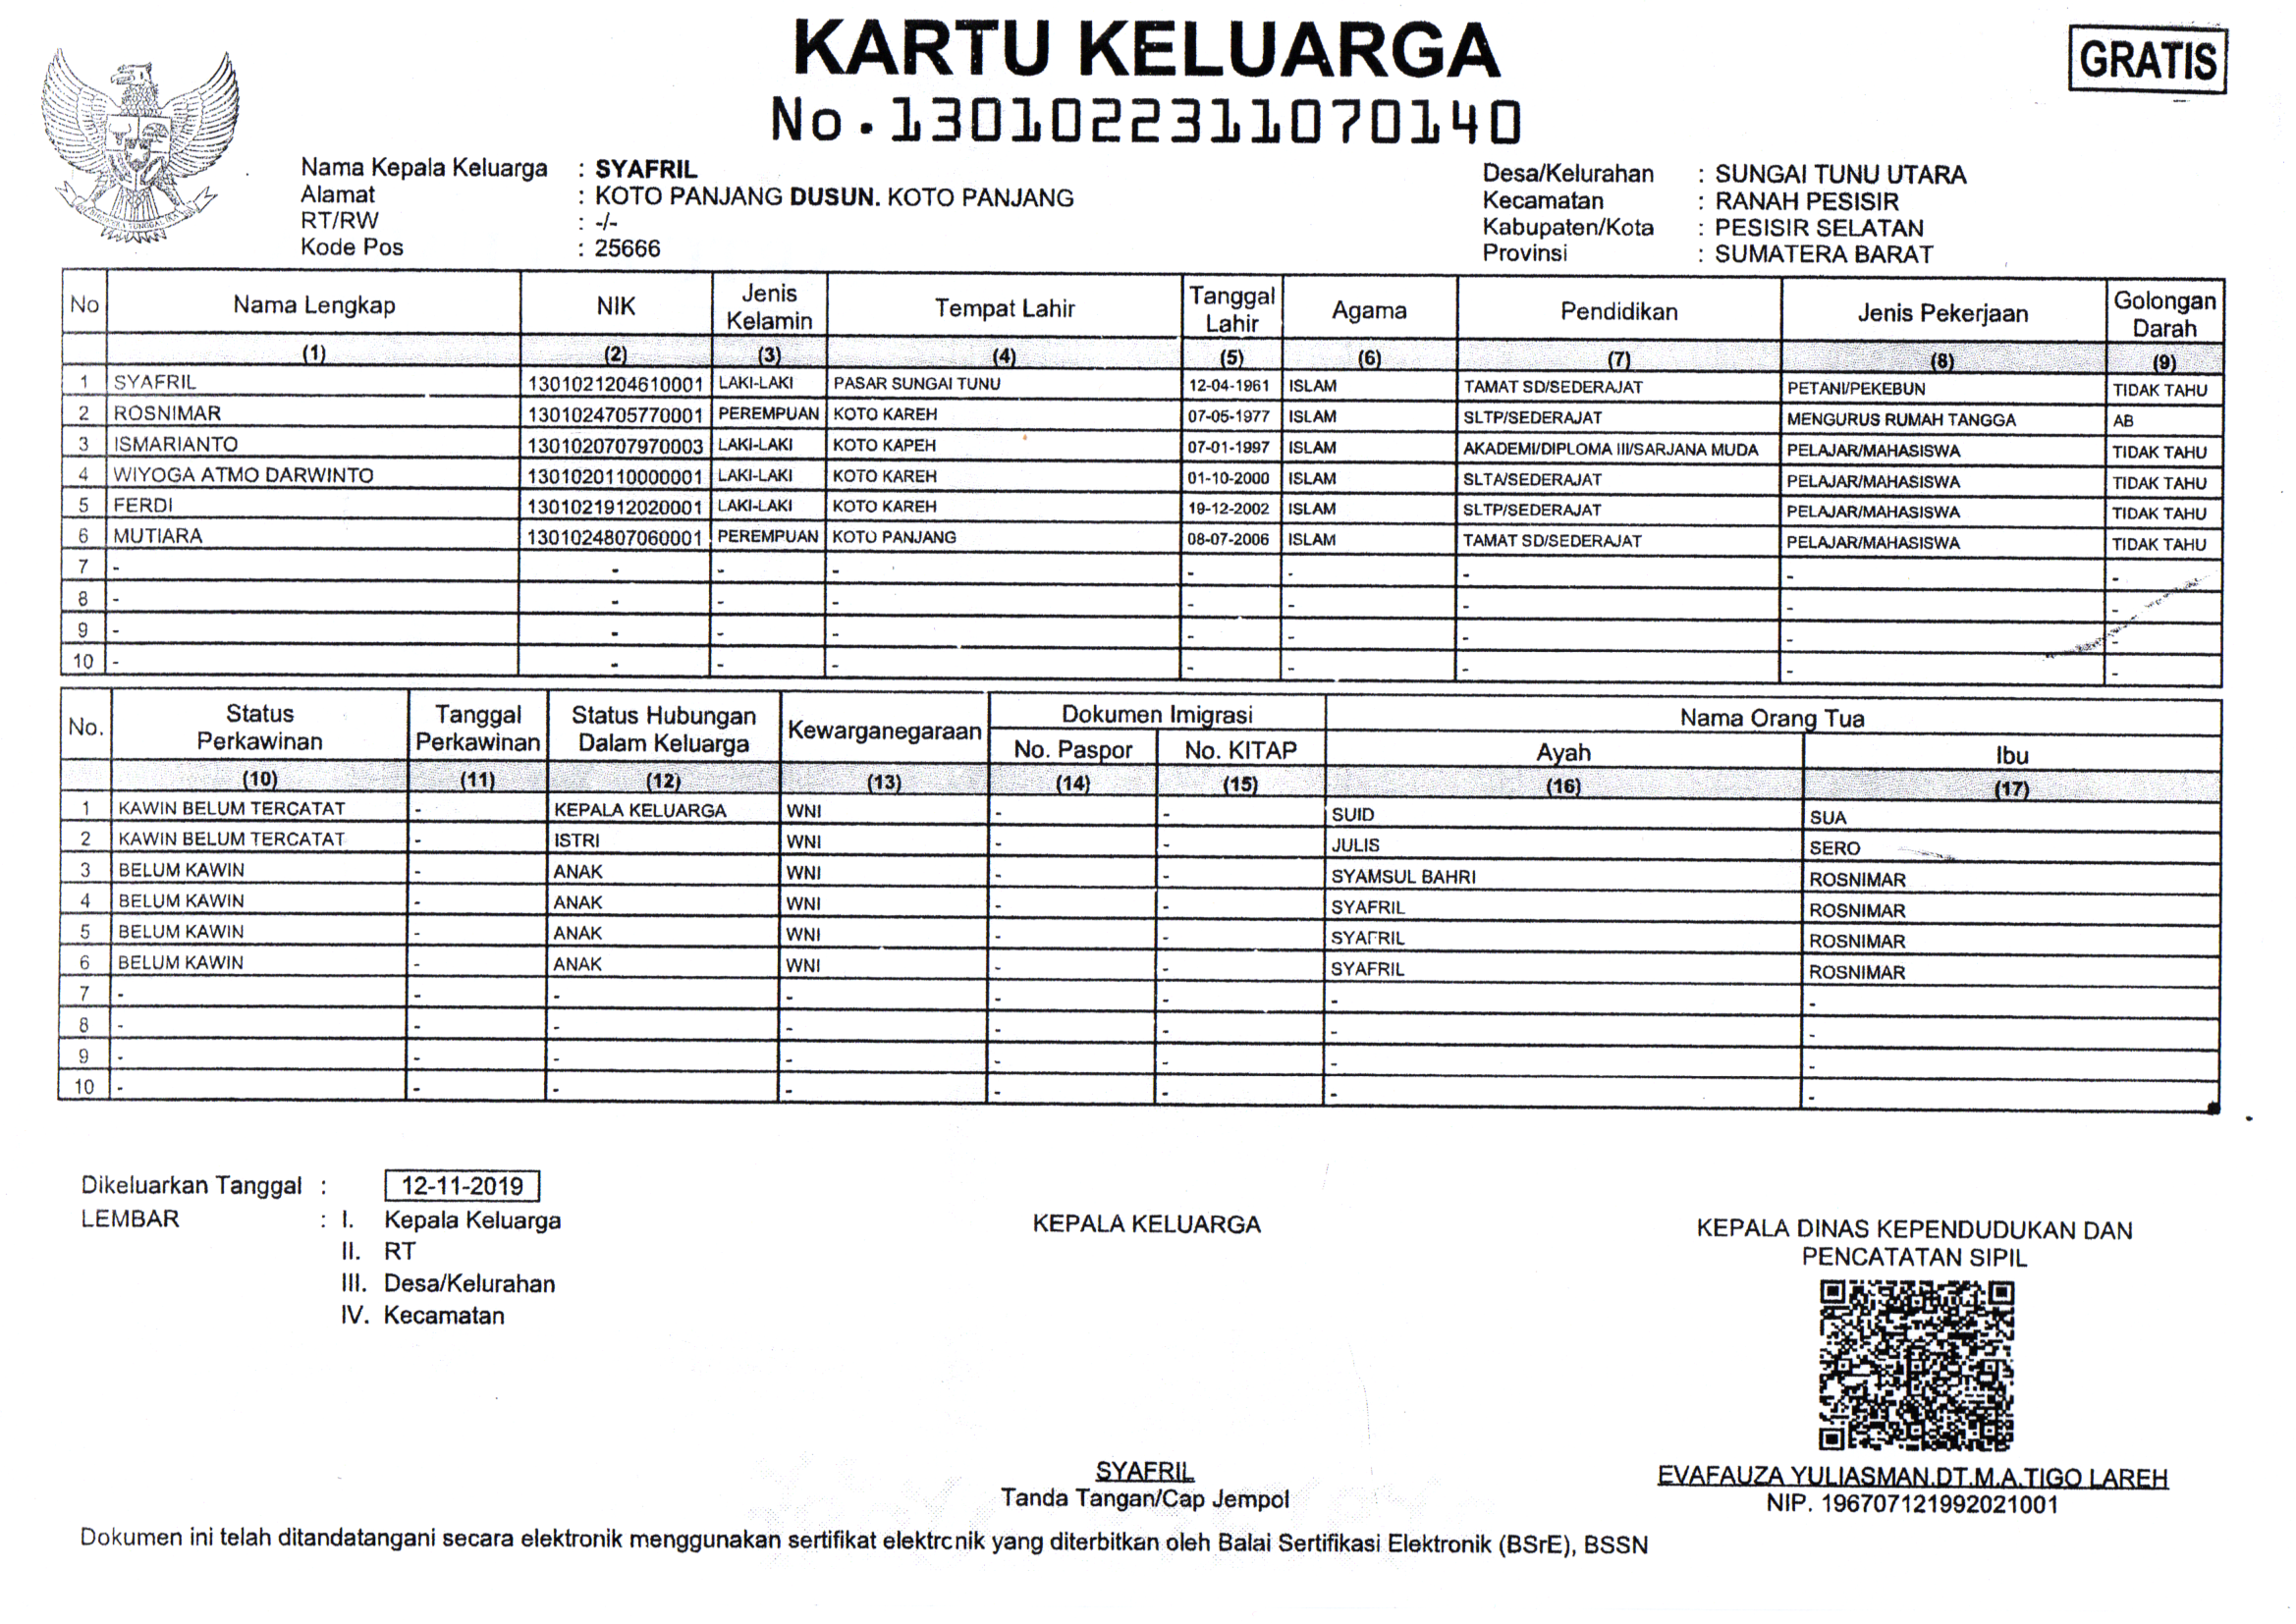 KARTU KELUARGA
GRATIS
No.1301022311070140
Nama Kepala Keluarga : SYAFRIL
Alamat : KOTO PANJANG DUSUN. KOTO PANJANG
RT/RW : -/-
Kode Pos : 25666
Desa/Kelurahan : SUNGAI TUNU UTARA
Kecamatan : RANAH PESISIR
Kabupaten/Kota : PESISIR SELATAN
Provinsi : SUMATERA BARAT
No Nama Lengkap NIK Jenis Kelamin Tempat Lahir Tanggal Lahir Agama Pendidikan Jenis Pekerjaan Golongan Darah
(1) (2) (3) (4) (5) (6) (7) (8) (9)
1 SYAFRIL 1301021204610001 LAKI-LAKI PASAR SUNGAI TUNU 12-04-1961 ISLAM TAMAT SD/SEDERAJAT PETANI/PEKEBUN TIDAK TAHU
2 ROSNIMAR 1301024705770001 PEREMPUAN KOTO KAREH 07-05-1977 ISLAM SLTP/SEDERAJAT MENGURUS RUMAH TANGGA AB
3 ISMARIANTO 1301020707970003 LAKI-LAKI KOTO KAPEH 07-01-1997 ISLAM AKADEMI/DIPLOMA III/SARJANA MUDA PELAJAR/MAHASISWA TIDAK TAHU
4 WIYOGA ATMO DARWINTO 1301020110000001 LAKI-LAKI KOTO KAREH 01-10-2000 ISLAM SLTA/SEDERAJAT PELAJAR/MAHASISWA TIDAK TAHU
5 FERDI 1301021912020001 LAKI-LAKI KOTO KAREH 19-12-2002 ISLAM SLTP/SEDERAJAT PELAJAR/MAHASISWA TIDAK TAHU
6 MUTIARA 1301024807060001 PEREMPUAN KOTO PANJANG 08-07-2006 ISLAM TAMAT SD/SEDERAJAT PELAJAR/MAHASISWA TIDAK TAHU
7 - - - - - - - - -
8 - - - - - - - - -
9 - - - - - - - - -
10 - - - - - - - - -
No. Status Perkawinan Tanggal Perkawinan Status Hubungan Dalam Keluarga Kewarganegaraan Dokumen Imigrasi Nama Orang Tua
No. Paspor No. KITAP Ayah Ibu
(10) (11) (12) (13) (14) (15) (16) (17)
1 KAWIN BELUM TERCATAT - KEPALA KELUARGA WNI - - SUID SUA
2 KAWIN BELUM TERCATAT - ISTRI WNI - - JULIS SERO
3 BELUM KAWIN - ANAK WNI - - SYAMSUL BAHRI ROSNIMAR
4 BELUM KAWIN - ANAK WNI - - SYAFRIL ROSNIMAR
5 BELUM KAWIN - ANAK WNI - - SYAFRIL ROSNIMAR
6 BELUM KAWIN - ANAK WNI - - SYAFRIL ROSNIMAR
7 - - - - - - - -
8 - - - - - - - -
9 - - - - - - - -
10 - - - - - - - -
Dikeluarkan Tanggal : 12-11-2019
LEMBAR : I. Kepala Keluarga
II. RT
III. Desa/Kelurahan
IV. Kecamatan
KEPALA KELUARGA
SYAFRIL
Tanda Tangan/Cap Jempol
KEPALA DINAS KEPENDUDUKAN DAN
PENCATATAN SIPIL
EVAFAUZA YULIASMAN.DT.M.A.TIGO LAREH
NIP. 196707121992021001
Dokumen ini telah ditandatangani secara elektronik menggunakan sertifikat elektronik yang diterbitkan oleh Balai Sertifikasi Elektronik (BSrE), BSSN